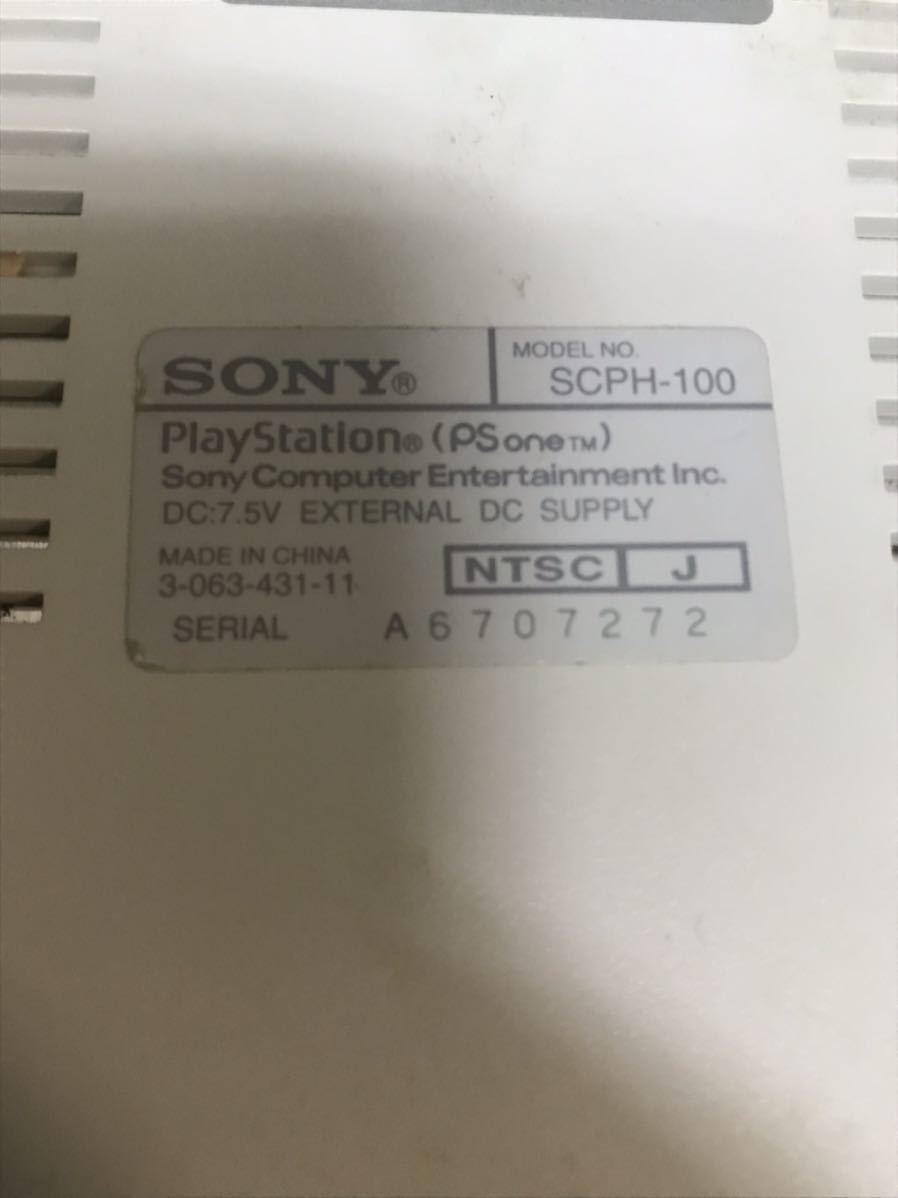 SONY®
MODEL NO.
SCPH-100
PlayStation® (PSone™)
Sony Computer Entertainment Inc.
DC:7.5V EXTERNAL DC SUPPLY
MADE IN CHINA
3-063-431-11
NTSC J
SERIAL A6707272